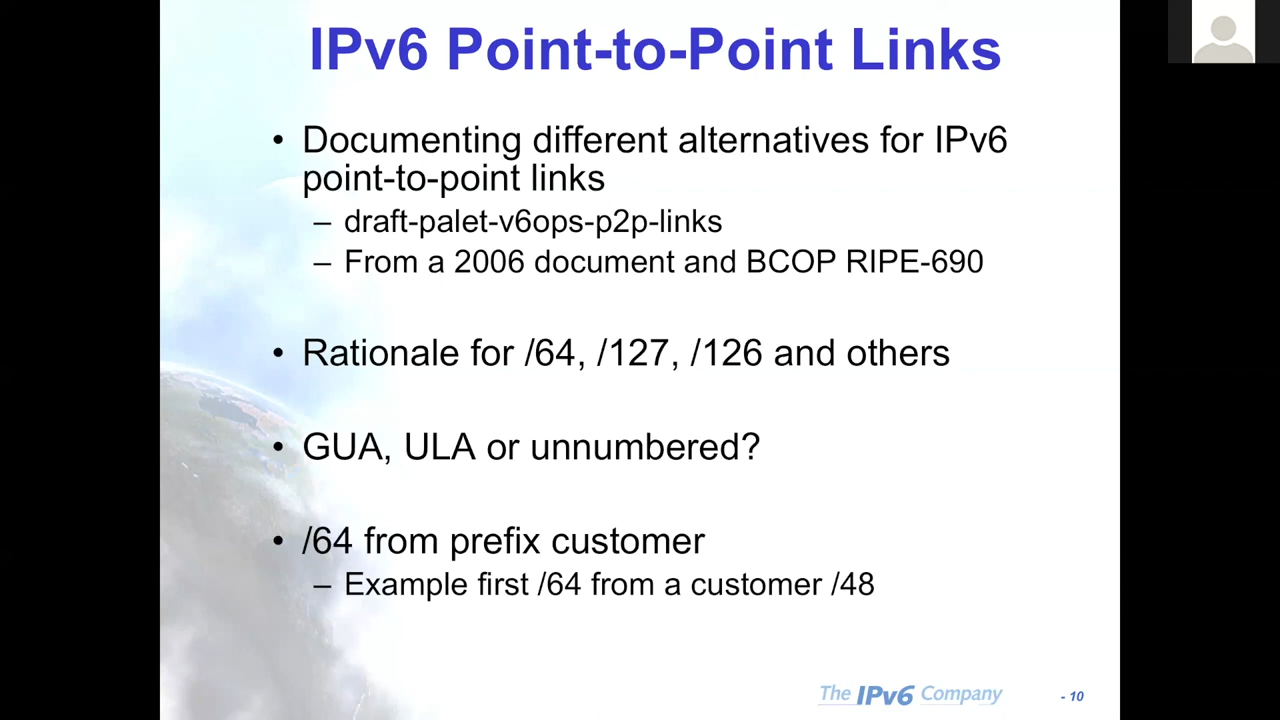 IPv6 Point-to-Point Links
• Documenting different alternatives for IPv6
point-to-point links
– draft-palet-v6ops-p2p-links
– From a 2006 document and BCOP RIPE-690
• Rationale for /64, /127, /126 and others
• GUA, ULA or unnumbered?
• /64 from prefix customer
– Example first /64 from a customer /48
The IPv6 Company
- 10